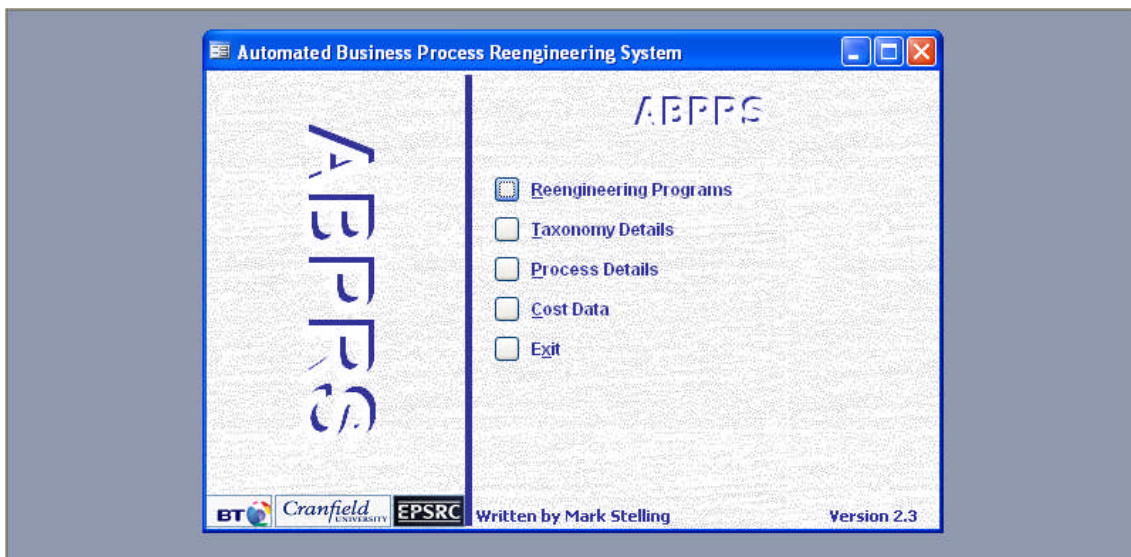 Automated Business Process Reengineering System
ABPRS
ABPRS
Reengineering Programs
Taxonomy Details
Process Details
Cost Data
Exit
BT
Cranfield
UNIVERSITY
EPSRC
Written by Mark Stelling
Version 2.3